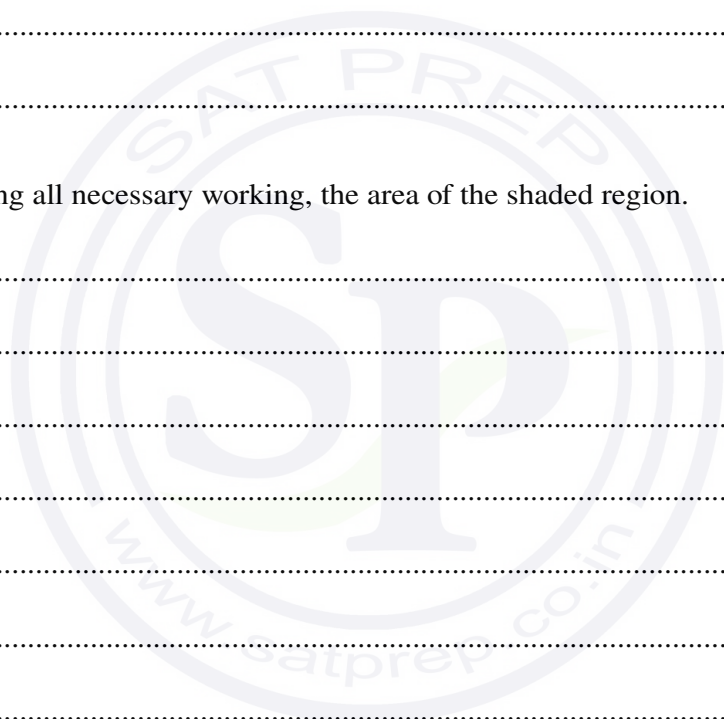 SAT PREP
ng all necessary working, the area of the shaded region.
SP
www.satprep.co.in